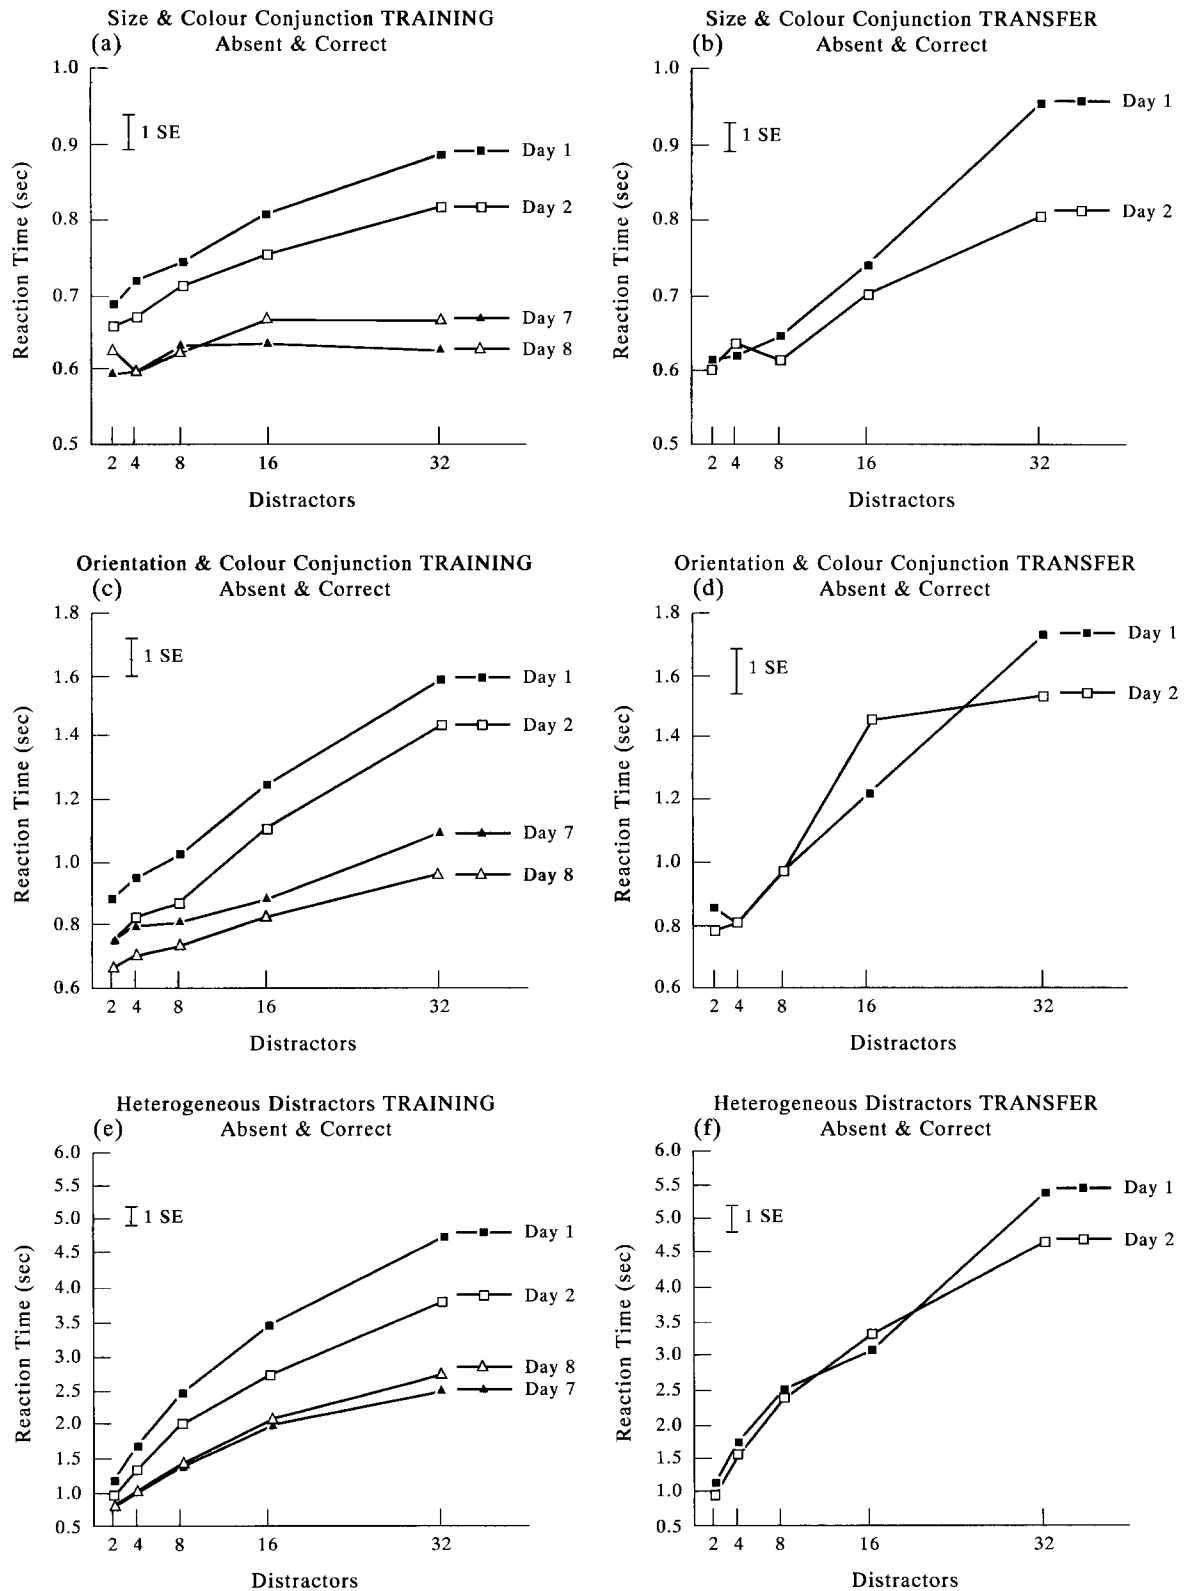 Size & Colour Conjunction TRAINING
(a)
Absent & Correct
1.0
0.9
0.8
0.7
0.6
0.5
Reaction Time (sec)
1 SE
Day 1
Day 2
Day 7
Day 8
2 4 8 16 32
Distractors
Size & Colour Conjunction TRANSFER
(b)
Absent & Correct
1.0
0.9
0.8
0.7
0.6
0.5
Reaction Time (sec)
1 SE
Day 1
Day 2
2 4 8 16 32
Distractors
Orientation & Colour Conjunction TRAINING
(c)
Absent & Correct
1.8
1.6
1.4
1.2
1.0
0.8
0.6
Reaction Time (sec)
1 SE
Day 1
Day 2
Day 7
Day 8
2 4 8 16 32
Distractors
Orientation & Colour Conjunction TRANSFER
(d)
Absent & Correct
1.8
1.6
1.4
1.2
1.0
0.8
0.6
Reaction Time (sec)
1 SE
Day 1
Day 2
2 4 8 16 32
Distractors
Heterogeneous Distractors TRAINING
(e)
Absent & Correct
6.0
5.5
5.0
4.5
4.0
3.5
3.0
2.5
2.0
1.5
1.0
0.5
Reaction Time (sec)
1 SE
Day 1
Day 2
Day 8
Day 7
2 4 8 16 32
Distractors
Heterogeneous Distractors TRANSFER
(f)
Absent & Correct
6.0
5.5
5.0
4.5
4.0
3.5
3.0
2.5
2.0
1.5
1.0
0.5
Reaction Time (sec)
1 SE
Day 1
Day 2
2 4 8 16 32
Distractors